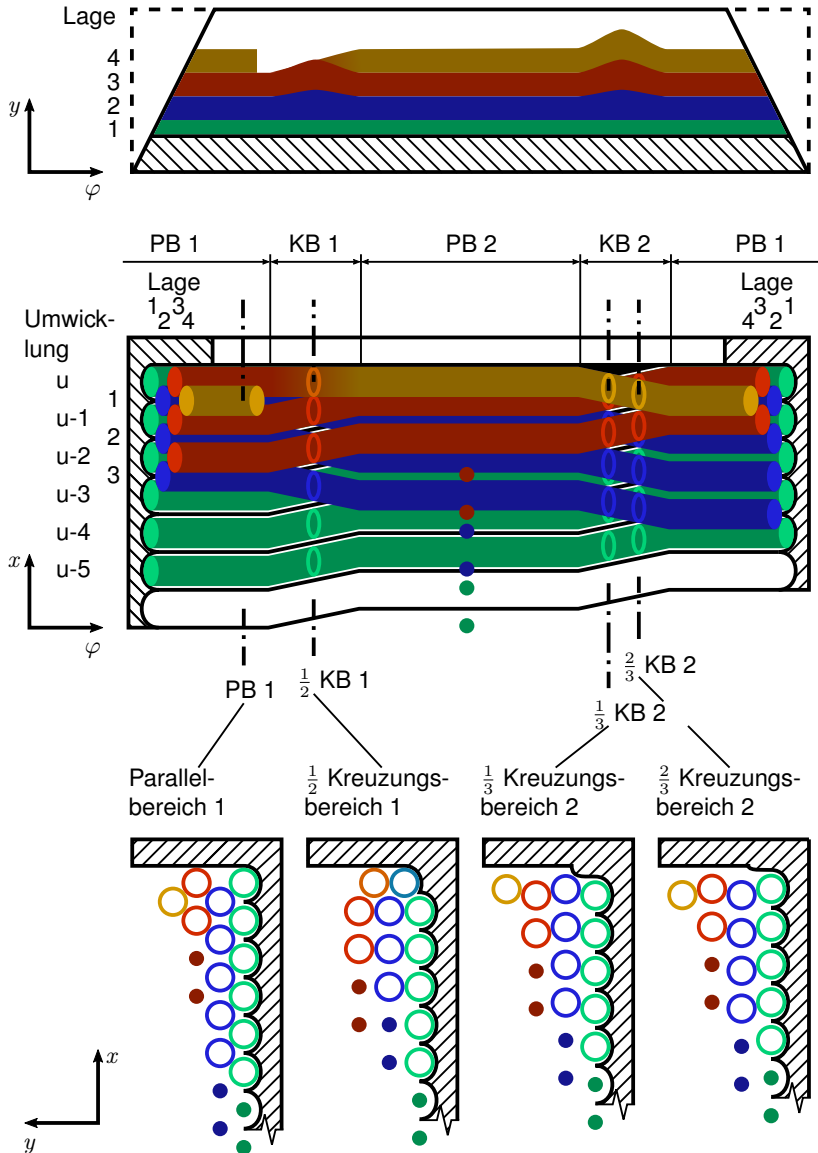 Lage
4
3
2
1
y
φ
PB 1 KB 1 PB 2 KB 2 PB 1
Lage Lage
1 2 3 4 4 3 2 1
Umwick-
lung
u
1
u-1
2
u-2
3
u-3
u-4
x
u-5
φ
PB 1
1/2 KB 1
1/3 KB 2
2/3 KB 2
Parallel-
bereich 1
1/2 Kreuzungs-
bereich 1
1/3 Kreuzungs-
bereich 2
2/3 Kreuzungs-
bereich 2
x
y